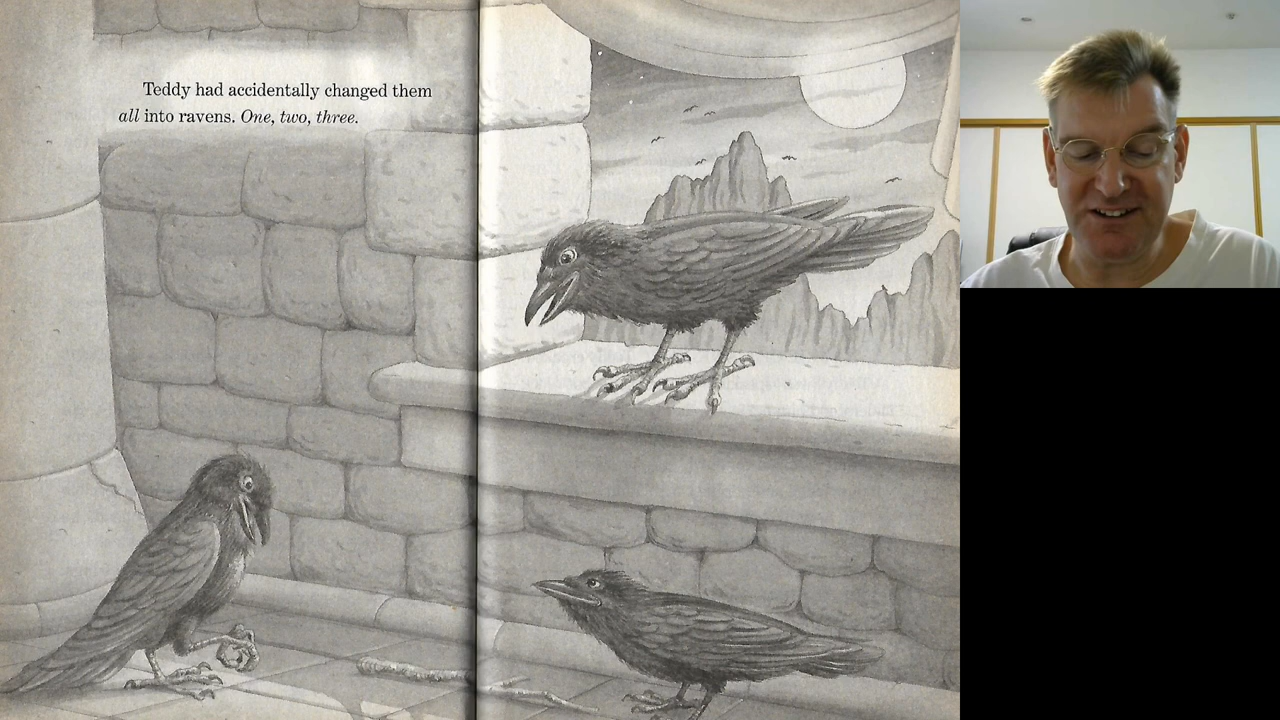 Teddy had accidentally changed them
all into ravens. One, two, three.